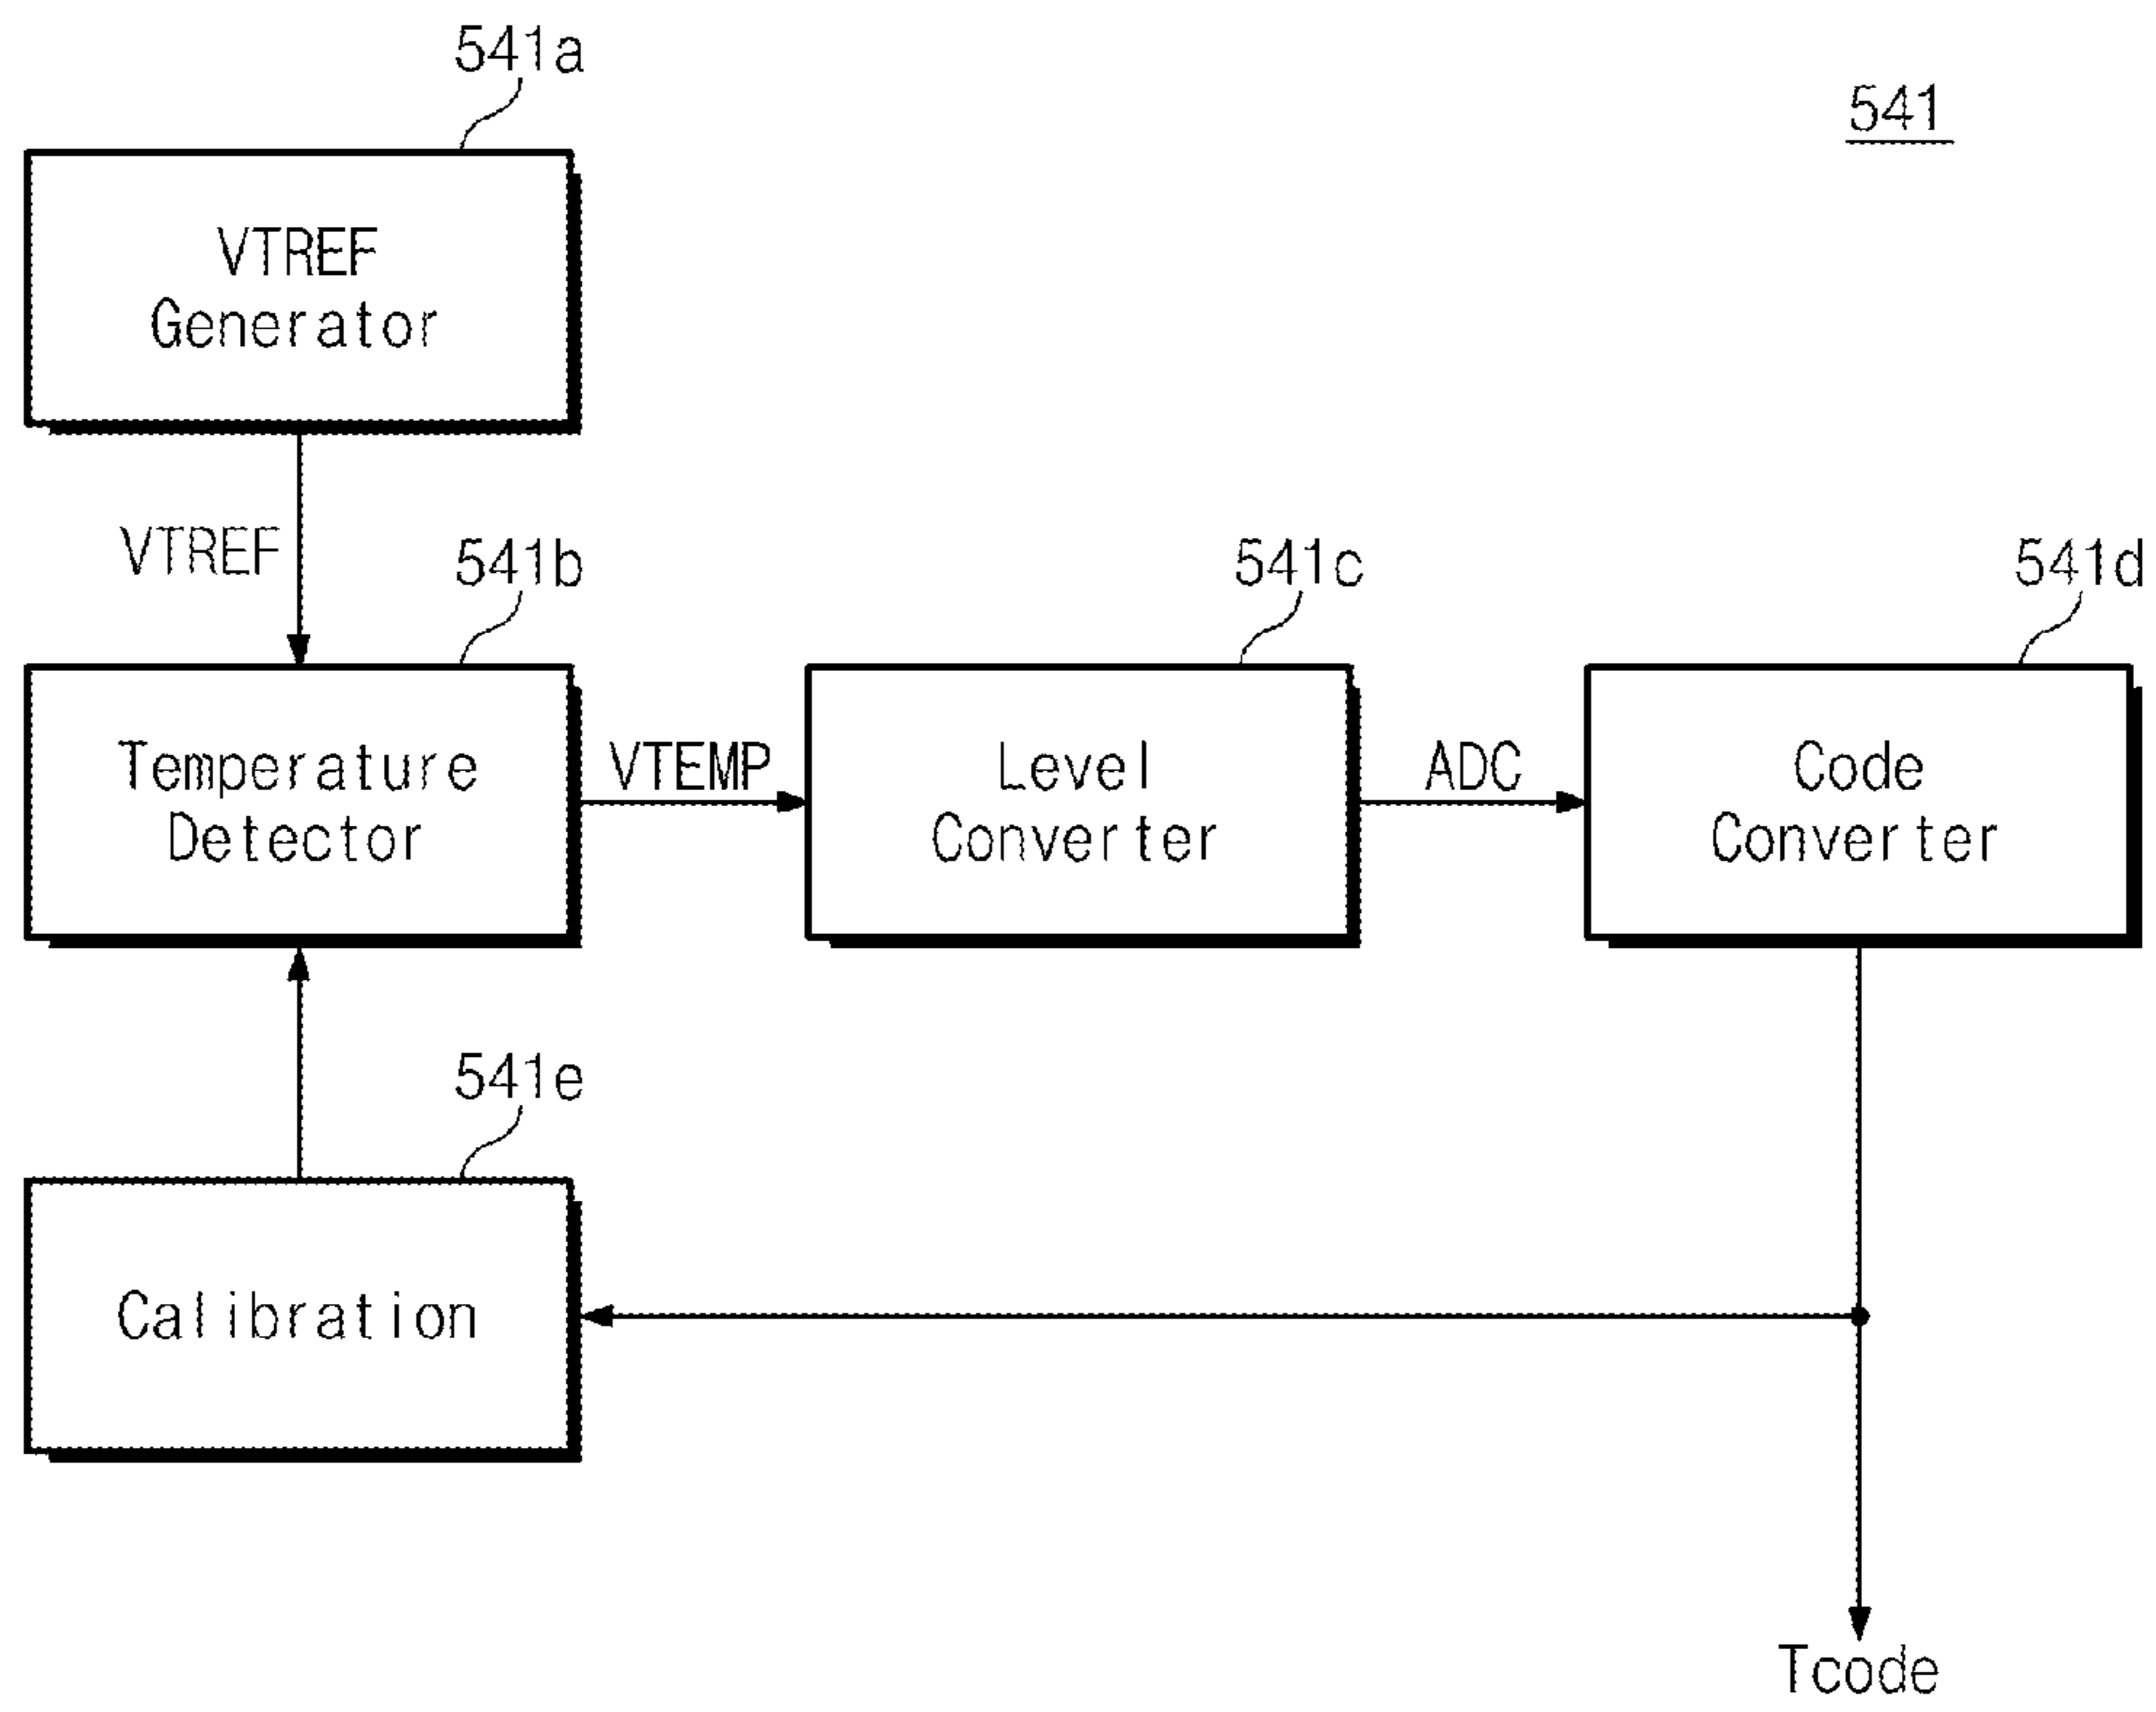 541a
541
VTREF
Generator
VTREF
541b
541c
541d
Temperature
Detector
VTEMP
Level
Converter
ADC
Code
Converter
541e
Calibration
Tcode